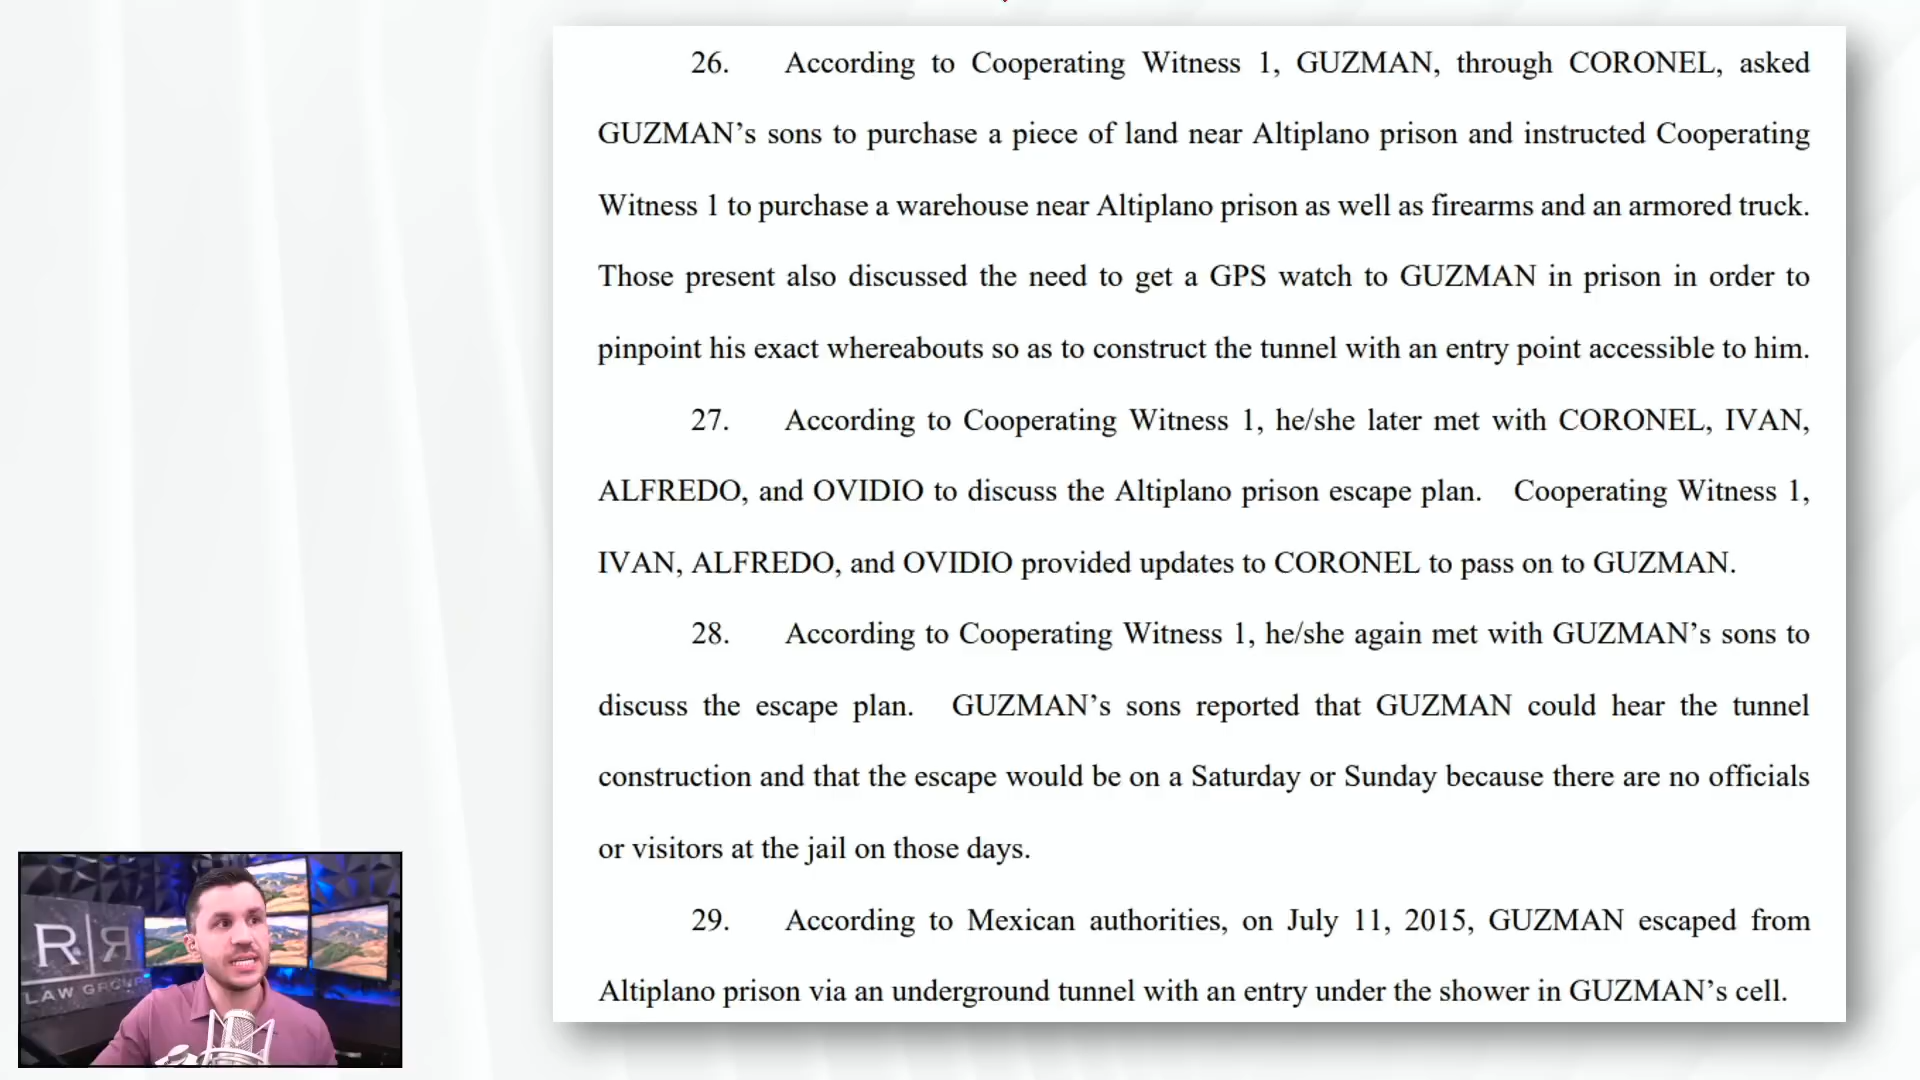 26. According to Cooperating Witness 1, GUZMAN, through CORONEL, asked
GUZMAN’s sons to purchase a piece of land near Altiplano prison and instructed Cooperating
Witness 1 to purchase a warehouse near Altiplano prison as well as firearms and an armored truck.
Those present also discussed the need to get a GPS watch to GUZMAN in prison in order to
pinpoint his exact whereabouts so as to construct the tunnel with an entry point accessible to him.
27. According to Cooperating Witness 1, he/she later met with CORONEL, IVAN,
ALFREDO, and OVIDIO to discuss the Altiplano prison escape plan. Cooperating Witness 1,
IVAN, ALFREDO, and OVIDIO provided updates to CORONEL to pass on to GUZMAN.
28. According to Cooperating Witness 1, he/she again met with GUZMAN’s sons to
discuss the escape plan. GUZMAN’s sons reported that GUZMAN could hear the tunnel
construction and that the escape would be on a Saturday or Sunday because there are no officials
or visitors at the jail on those days.
29. According to Mexican authorities, on July 11, 2015, GUZMAN escaped from
Altiplano prison via an underground tunnel with an entry under the shower in GUZMAN’s cell.
R|R
LAW GROUP